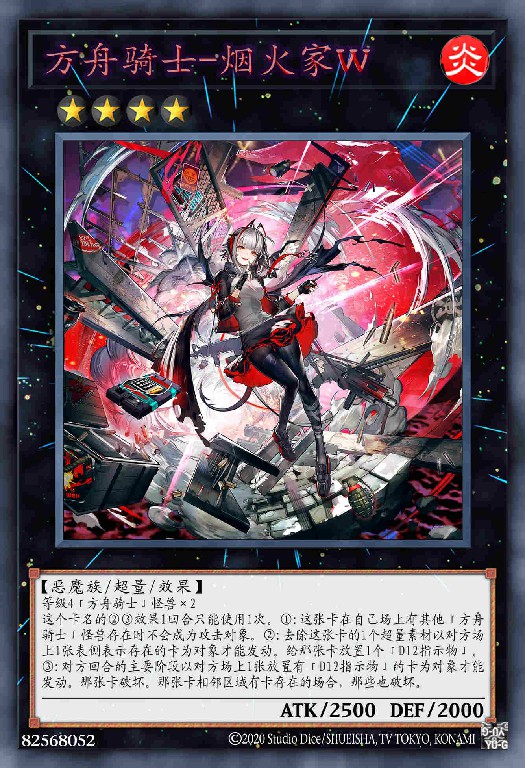 方舟骑士-烟火家W
炎
【恶魔族/超量/效果】
等级4「方舟骑士」怪兽×2
这个卡名的②③效果1回合只能使用1次。①：这张卡在自己场上有其他「方舟
骑士」怪兽存在时不会成为攻击对象。②：去除这张卡的1个超量素材以对方场
上1张表侧表示存在的卡为对象才能发动。给那张卡放置1个「D12指示物」。
③：对方回合的主要阶段以对方场上1张放置有「D12指示物」的卡为对象才能
发动。那张卡破坏。那张卡相邻区域有卡存在的场合，那些也破坏。
ATK/2500 DEF/2000
82568052
©2020 Studio Dice/SHUEISHA, TV TOKYO, KONAMI